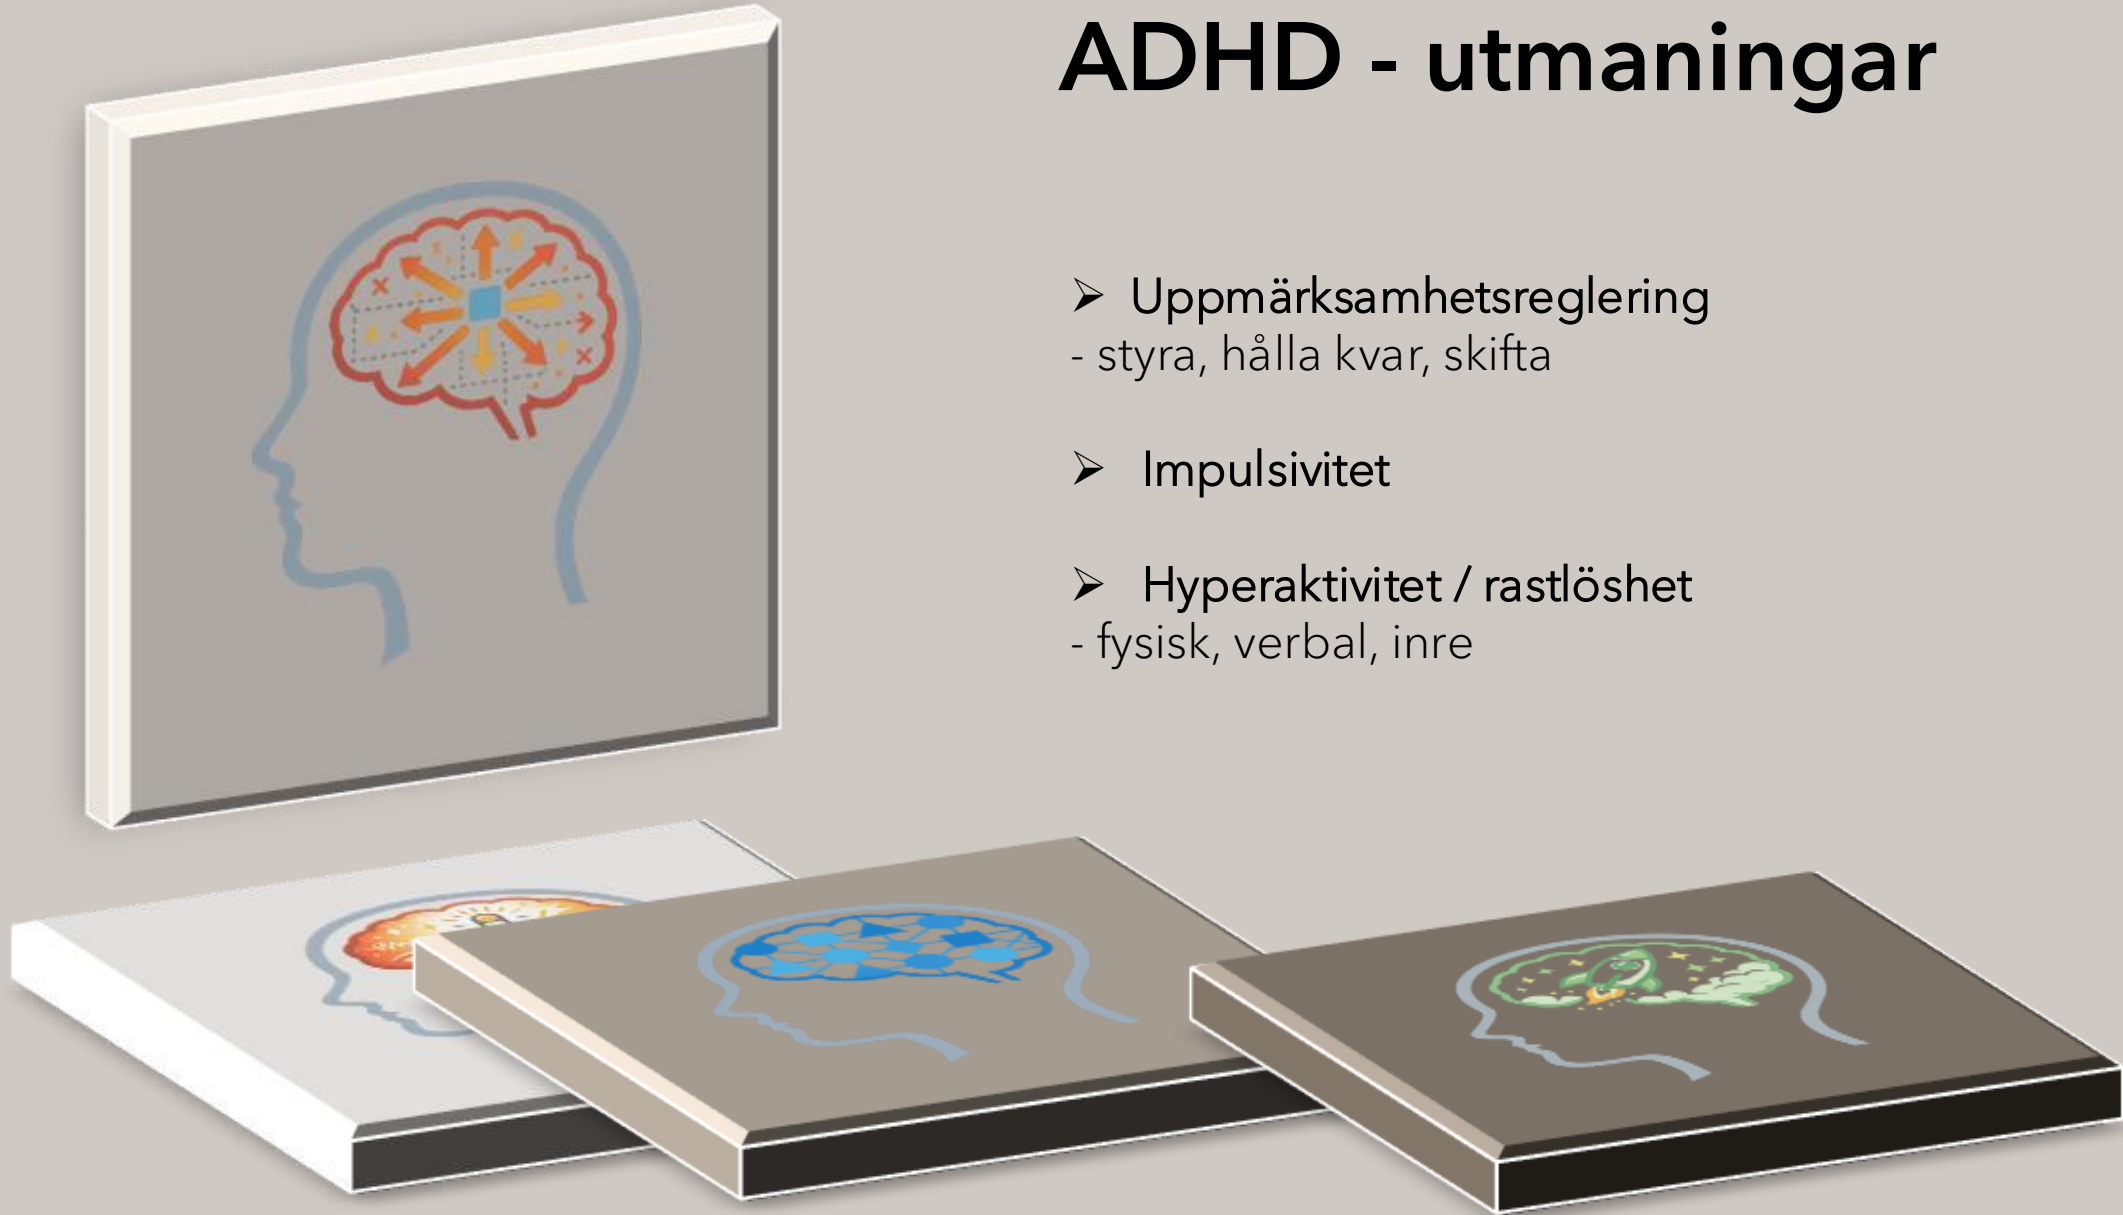 ADHD - utmaningar
➢ Uppmärksamhetsreglering
- styra, hålla kvar, skifta
➢ Impulsivitet
➢ Hyperaktivitet / rastlöshet
- fysisk, verbal, inre